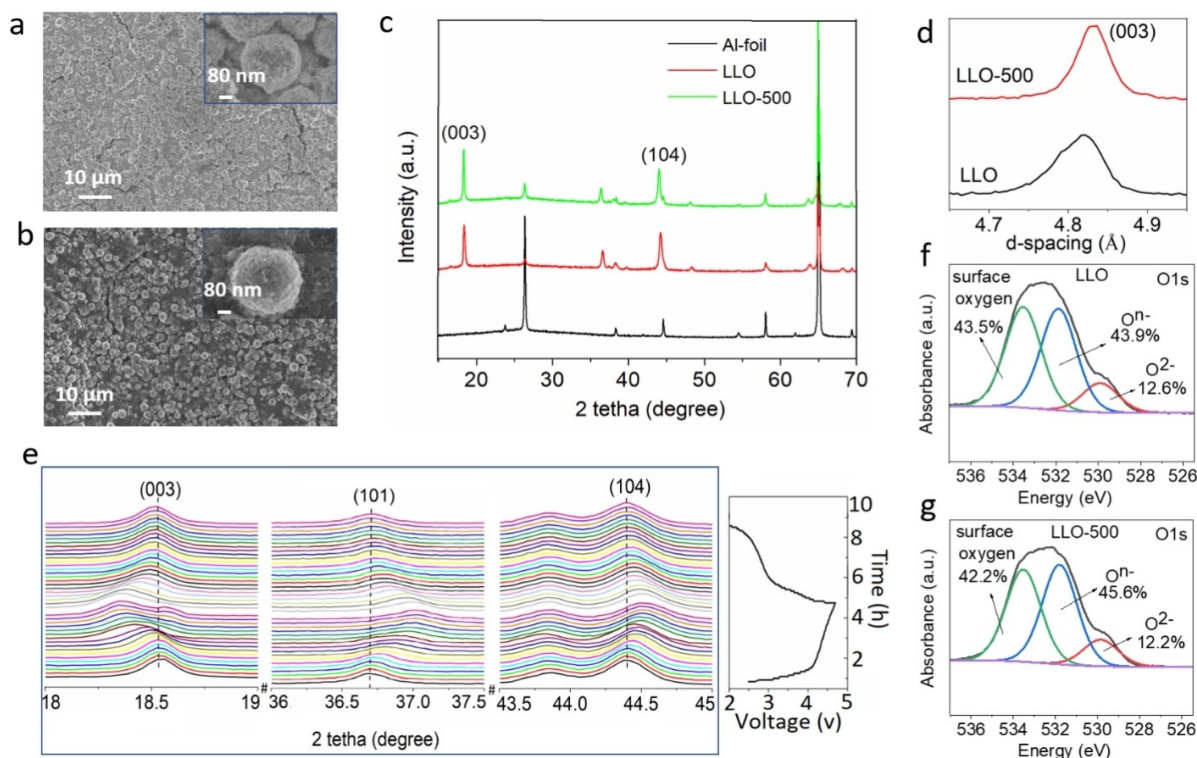 a
80 nm
10 μm
b
80 nm
10 μm
c
Al-foil
LLO
LLO-500
(003)
(104)
Intensity (a.u.)
15 20 30 40 50 60 70
2 tetha (degree)
d
(003)
LLO-500
LLO
4.7 4.8 4.9
d-spacing (Å)
e
(003)
(101)
(104)
18 18.5 19 # 36 36.5 37.0 37.5 # 43.5 44.0 44.5 45
2 tetha (degree)
10
8
6
4
2
Time (h)
2 3 4 5
Voltage (v)
f
surface
oxygen
43.5%
LLO
O1s
Oⁿ⁻
43.9%
O²⁻
12.6%
Absorbance (a.u.)
536 534 532 530 528 526
Energy (eV)
g
surface
oxygen
42.2%
LLO-500
O1s
Oⁿ⁻
45.6%
O²⁻
12.2%
Absorbance (a.u.)
536 534 532 530 528 526
Energy (eV)